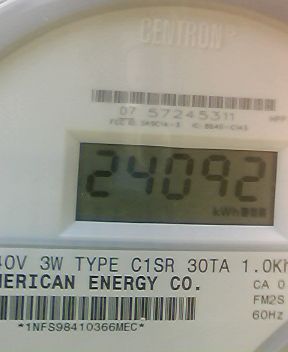 CENTRON
07 57245311
24092
kWh
40V 3W TYPE C1SR 30TA 1.0Kh
MERICAN ENERGY CO.
CA 0
FM2S
60Hz
*1NFS98410366MEC*